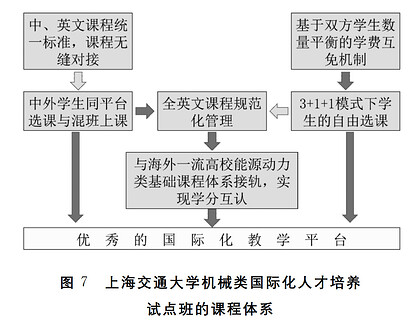 中、英文课程统
一标准，课程无
缝对接
基于双方学生数
量平衡的学费互
免机制
中外学生同平台
选课与混班上课
全英文课程规范
化管理
3+1+1模式下学
生的自由选课
与海外一流高校能源动力
类基础课程体系接轨，实
现学分互认
优秀的国际化教学平台
图 7 上海交通大学机械类国际化人才培养
试点班的课程体系